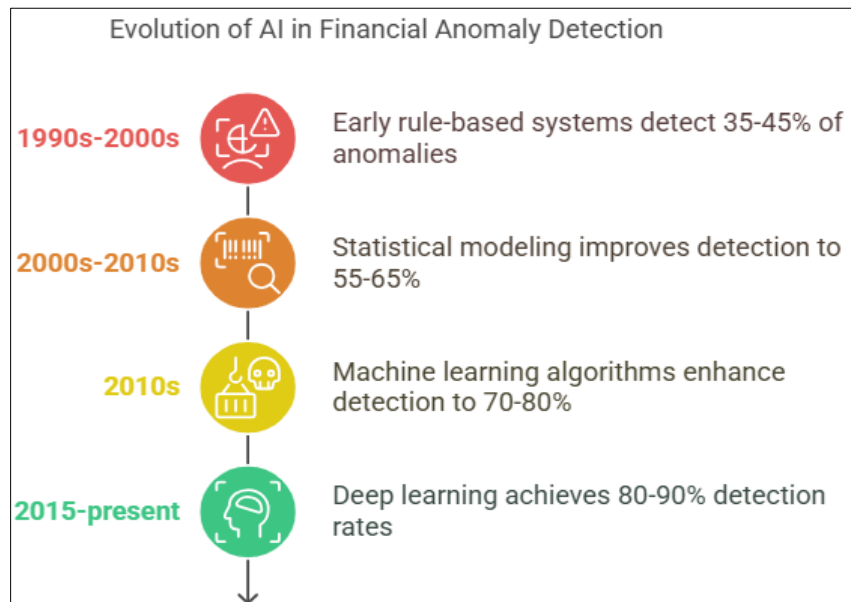 Evolution of AI in Financial Anomaly Detection
1990s-2000s
Early rule-based systems detect 35-45% of
anomalies
2000s-2010s
Statistical modeling improves detection to
55-65%
2010s
Machine learning algorithms enhance
detection to 70-80%
2015-present
Deep learning achieves 80-90% detection
rates